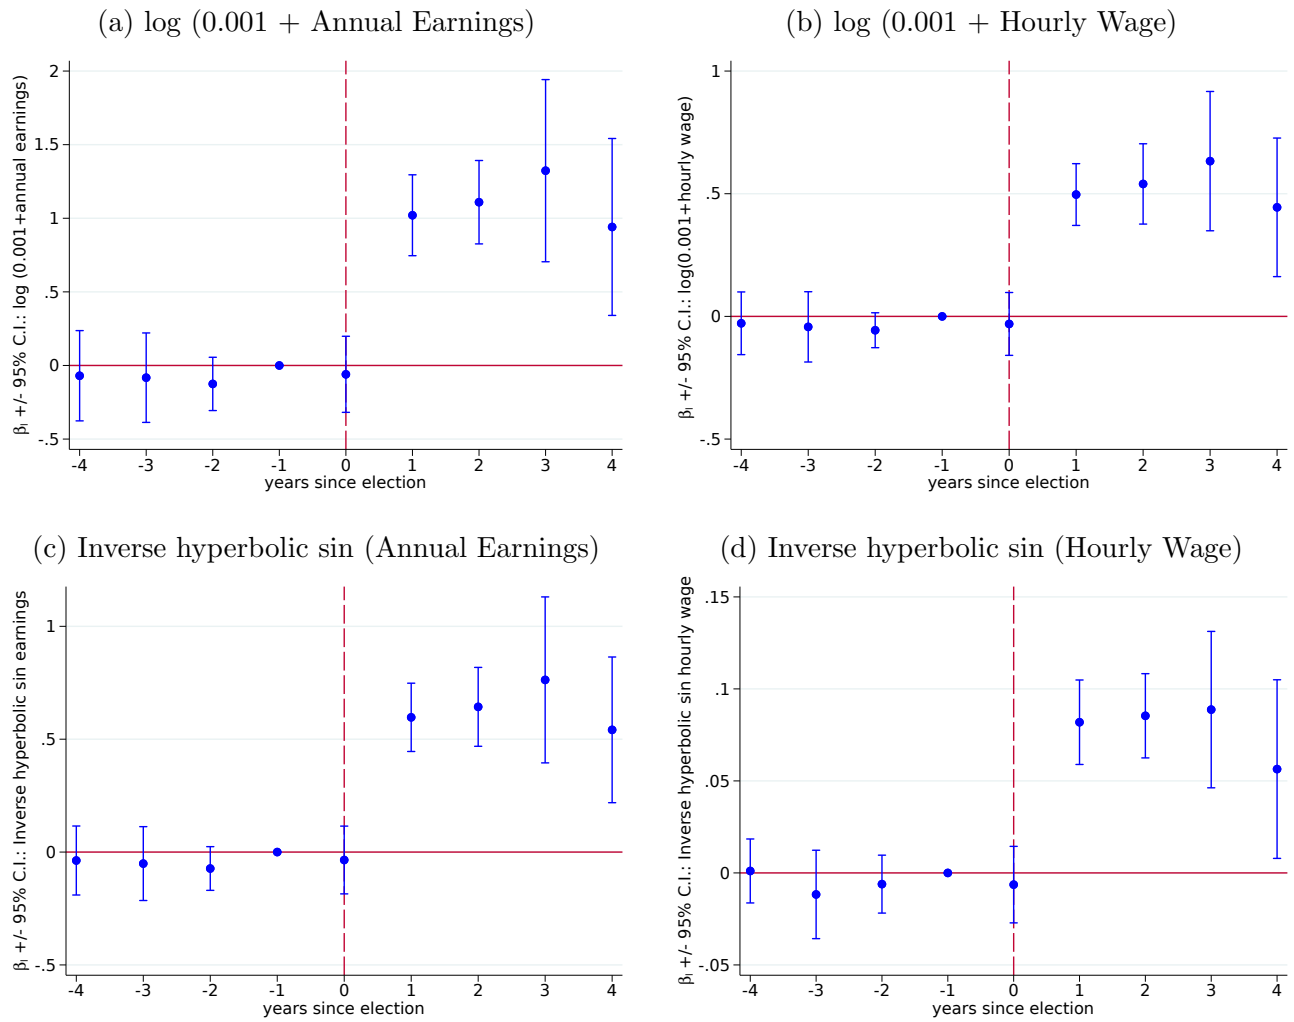 (a) log (0.001 + Annual Earnings)
β_l +/- 95% C.I.: log (0.001+annual earnings)
2
1.5
1
.5
0
-.5
-4 -3 -2 -1 0 1 2 3 4
years since election
(b) log (0.001 + Hourly Wage)
β_l +/- 95% C.I.: log(0.001+hourly wage)
1
.5
0
-.5
-4 -3 -2 -1 0 1 2 3 4
years since election
(c) Inverse hyperbolic sin (Annual Earnings)
β_l +/- 95% C.I.: Inverse hyperbolic sin earnings
1
.5
0
-.5
-4 -3 -2 -1 0 1 2 3 4
years since election
(d) Inverse hyperbolic sin (Hourly Wage)
β_l +/- 95% C.I.: Inverse hyperbolic sin hourly wage
.15
.1
.05
0
-.05
-4 -3 -2 -1 0 1 2 3 4
years since election